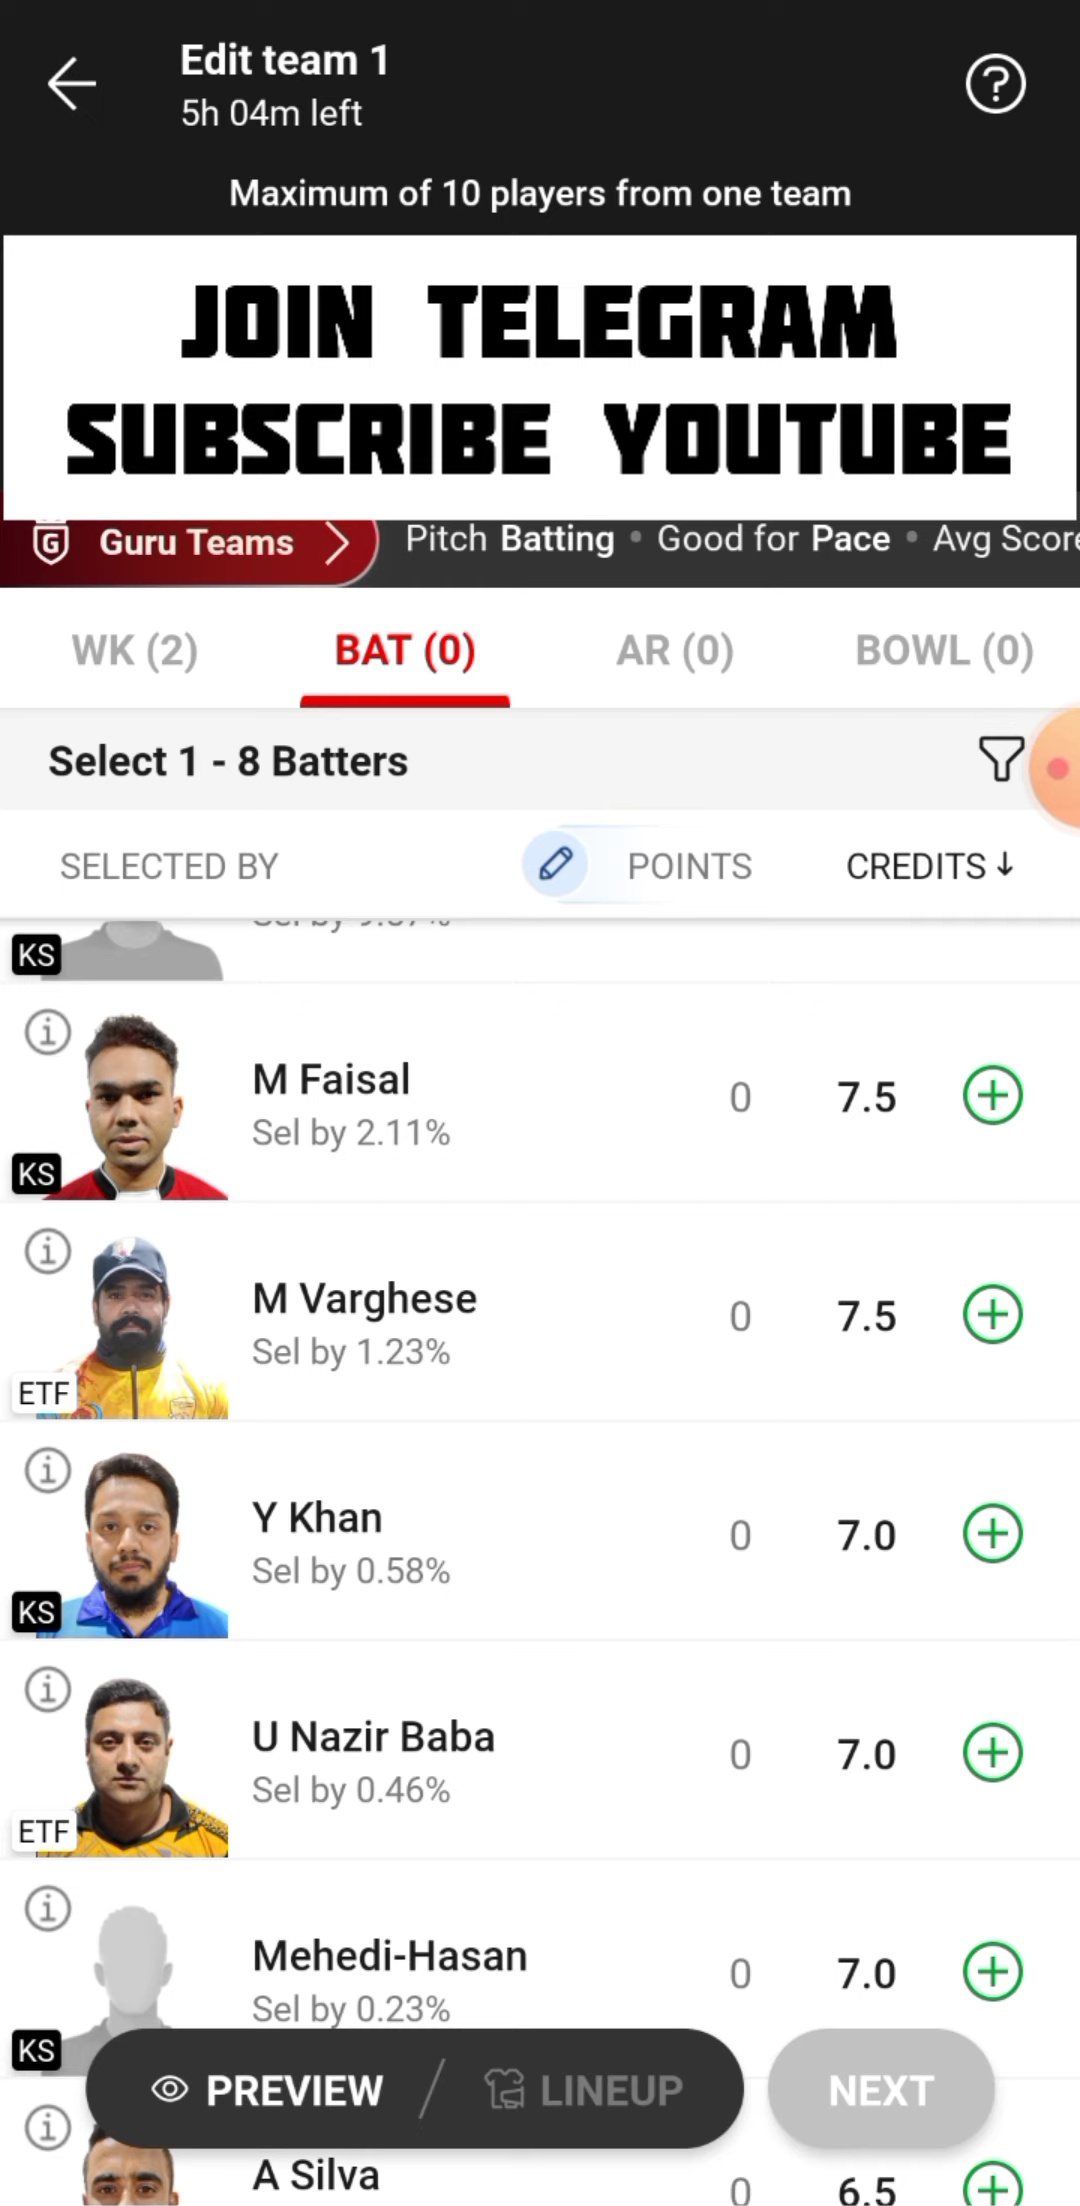 Edit team 1
5h 04m left
Maximum of 10 players from one team
JOIN TELEGRAM
SUBSCRIBE YOUTUBE
G Guru Teams Pitch Batting • Good for Pace • Avg Score
WK (2) BAT (0) AR (0) BOWL (0)
Select 1 - 8 Batters
SELECTED BY POINTS CREDITS ↓
KS
M Faisal 0 7.5
Sel by 2.11%
KS
M Varghese 0 7.5
Sel by 1.23%
ETF
Y Khan 0 7.0
Sel by 0.58%
KS
U Nazir Baba 0 7.0
Sel by 0.46%
ETF
Mehedi-Hasan 0 7.0
Sel by 0.23%
KS
PREVIEW / LINEUP NEXT
A Silva 0 6.5